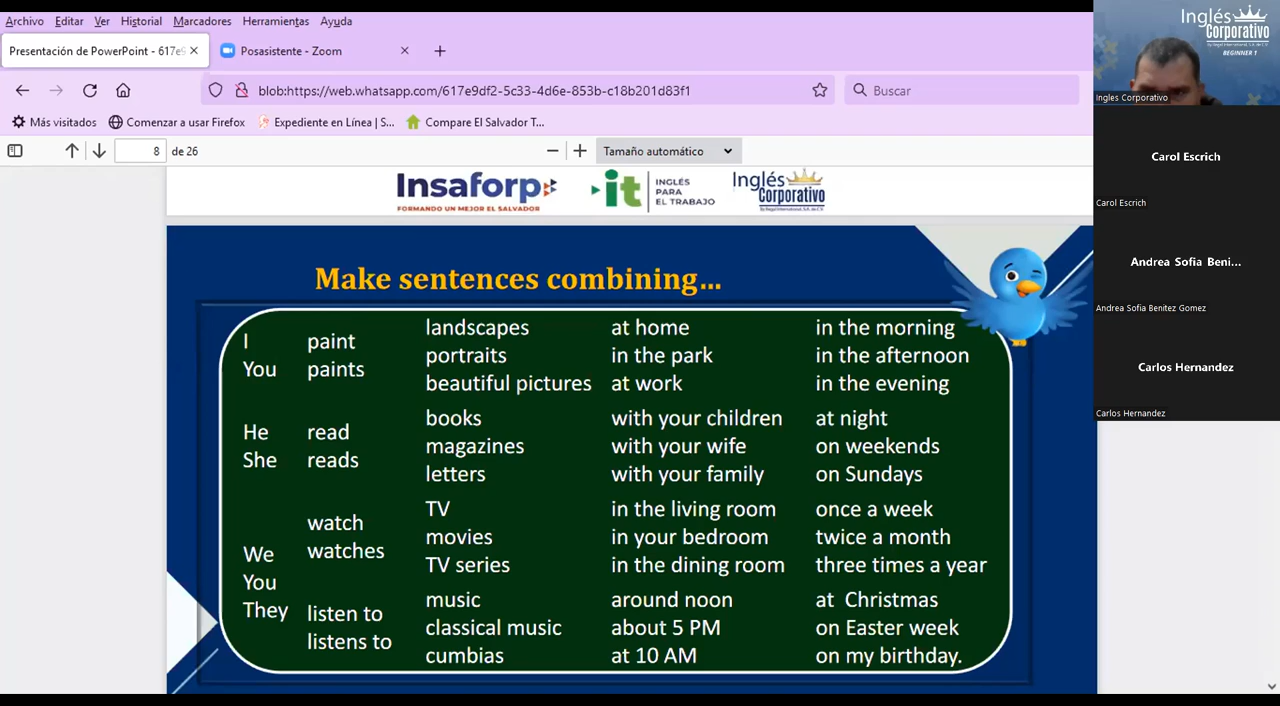 Archivo Editar Ver Historial Marcadores Herramientas Ayuda
Presentación de PowerPoint - 617e9
Posasistente - Zoom
blob:https://web.whatsapp.com/617e9df2-5c33-4d6e-853b-c18b201d83f1
Buscar
Más visitados Comenzar a usar Firefox Expediente en Línea | S... Compare El Salvador T...
8 de 26
Tamaño automático
Insaforp
FORMANDO UN MEJOR EL SALVADOR
it INGLÉS PARA EL TRABAJO
Inglés Corporativo
Make sentences combining...
I
You
He
She
We
You
They
paint
paints
read
reads
watch
watches
listen to
listens to
landscapes
portraits
beautiful pictures
books
magazines
letters
TV
movies
TV series
music
classical music
cumbias
at home
in the park
at work
with your children
with your wife
with your family
in the living room
in your bedroom
in the dining room
around noon
about 5 PM
at 10 AM
in the morning
in the afternoon
in the evening
at night
on weekends
on Sundays
once a week
twice a month
three times a year
at Christmas
on Easter week
on my birthday.
Inglés
Corporativo
BEGINNER 1
Ingles Corporativo
Carol Escrich
Carol Escrich
Andrea Sofia Beni...
Andrea Sofia Benitez Gomez
Carlos Hernandez
Carlos Hernandez